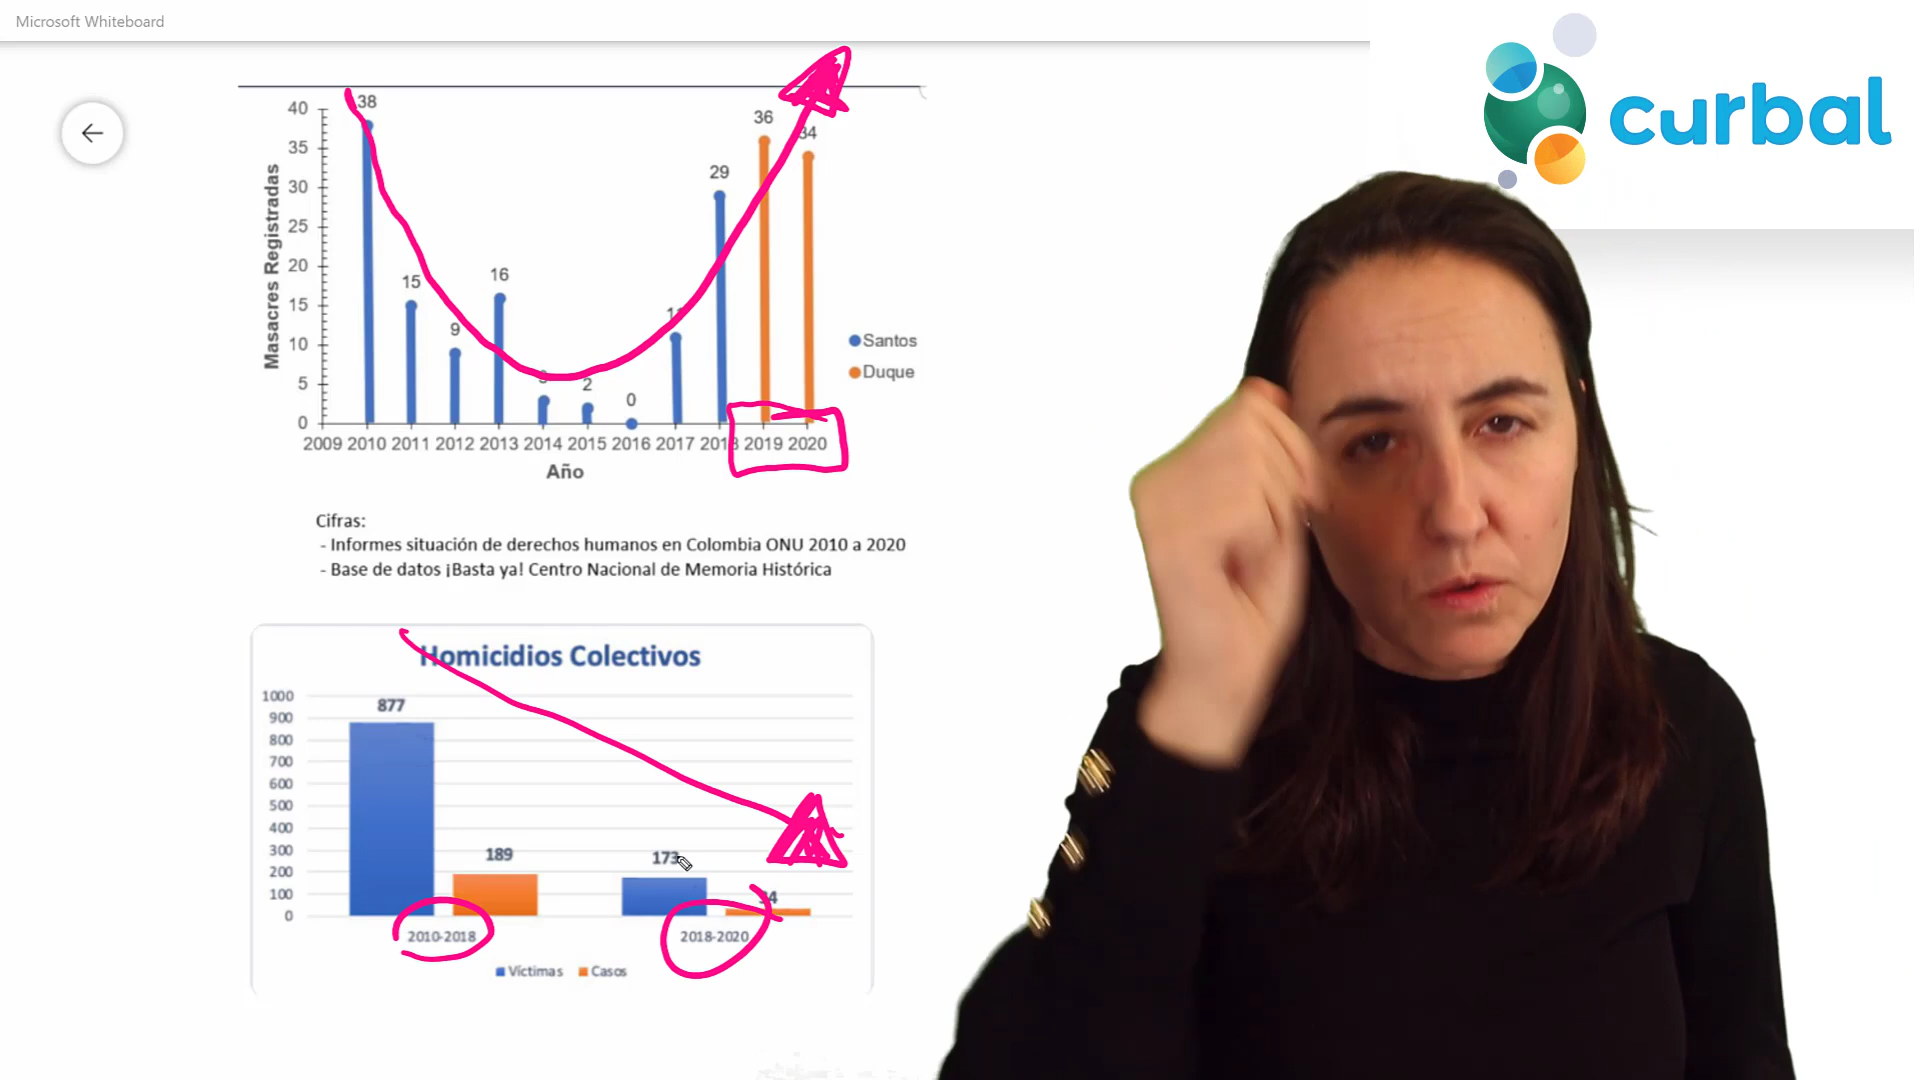 Microsoft Whiteboard
curbal
38
36
34
29
16
15
9
2
0
40
35
30
25
20
15
10
5
0
Masacres Registradas
Santos
Duque
2009 2010 2011 2012 2013 2014 2015 2016 2017 2018 2019 2020
Año
Cifras:
- Informes situación de derechos humanos en Colombia ONU 2010 a 2020
- Base de datos ¡Basta ya! Centro Nacional de Memoria Histórica
Homicidios Colectivos
1000
900
800
700
600
500
400
300
200
100
0
877
189
173
34
2010-2018
2018-2020
Víctimas Casos